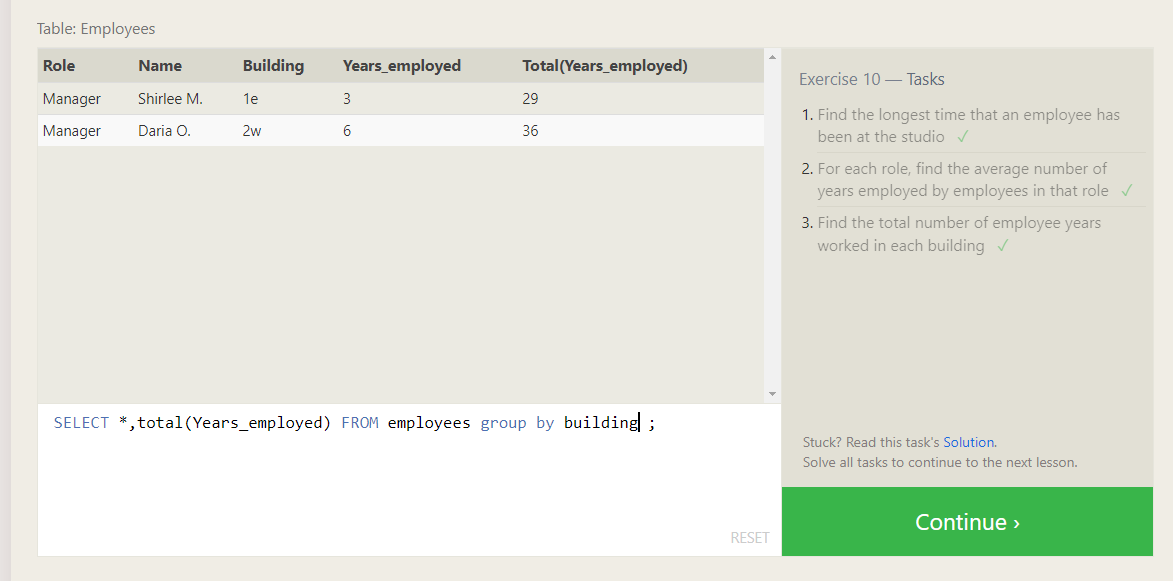 Table: Employees
Role Name Building Years_employed Total(Years_employed)
Manager Shirlee M. 1e 3 29
Manager Daria O. 2w 6 36
SELECT *,total(Years_employed) FROM employees group by building ;
RESET
Exercise 10 — Tasks
1. Find the longest time that an employee has
been at the studio ✓
2. For each role, find the average number of
years employed by employees in that role ✓
3. Find the total number of employee years
worked in each building ✓
Stuck? Read this task's Solution.
Solve all tasks to continue to the next lesson.
Continue ›